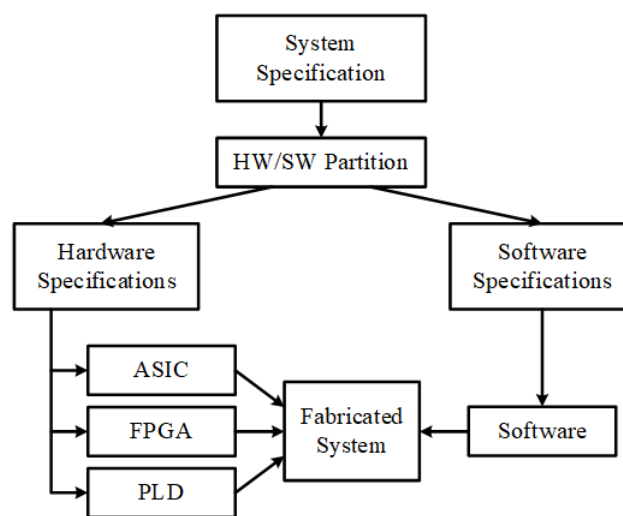 System
Specification
HW/SW Partition
Hardware
Specifications
Software
Specifications
ASIC
FPGA
PLD
Fabricated
System
Software